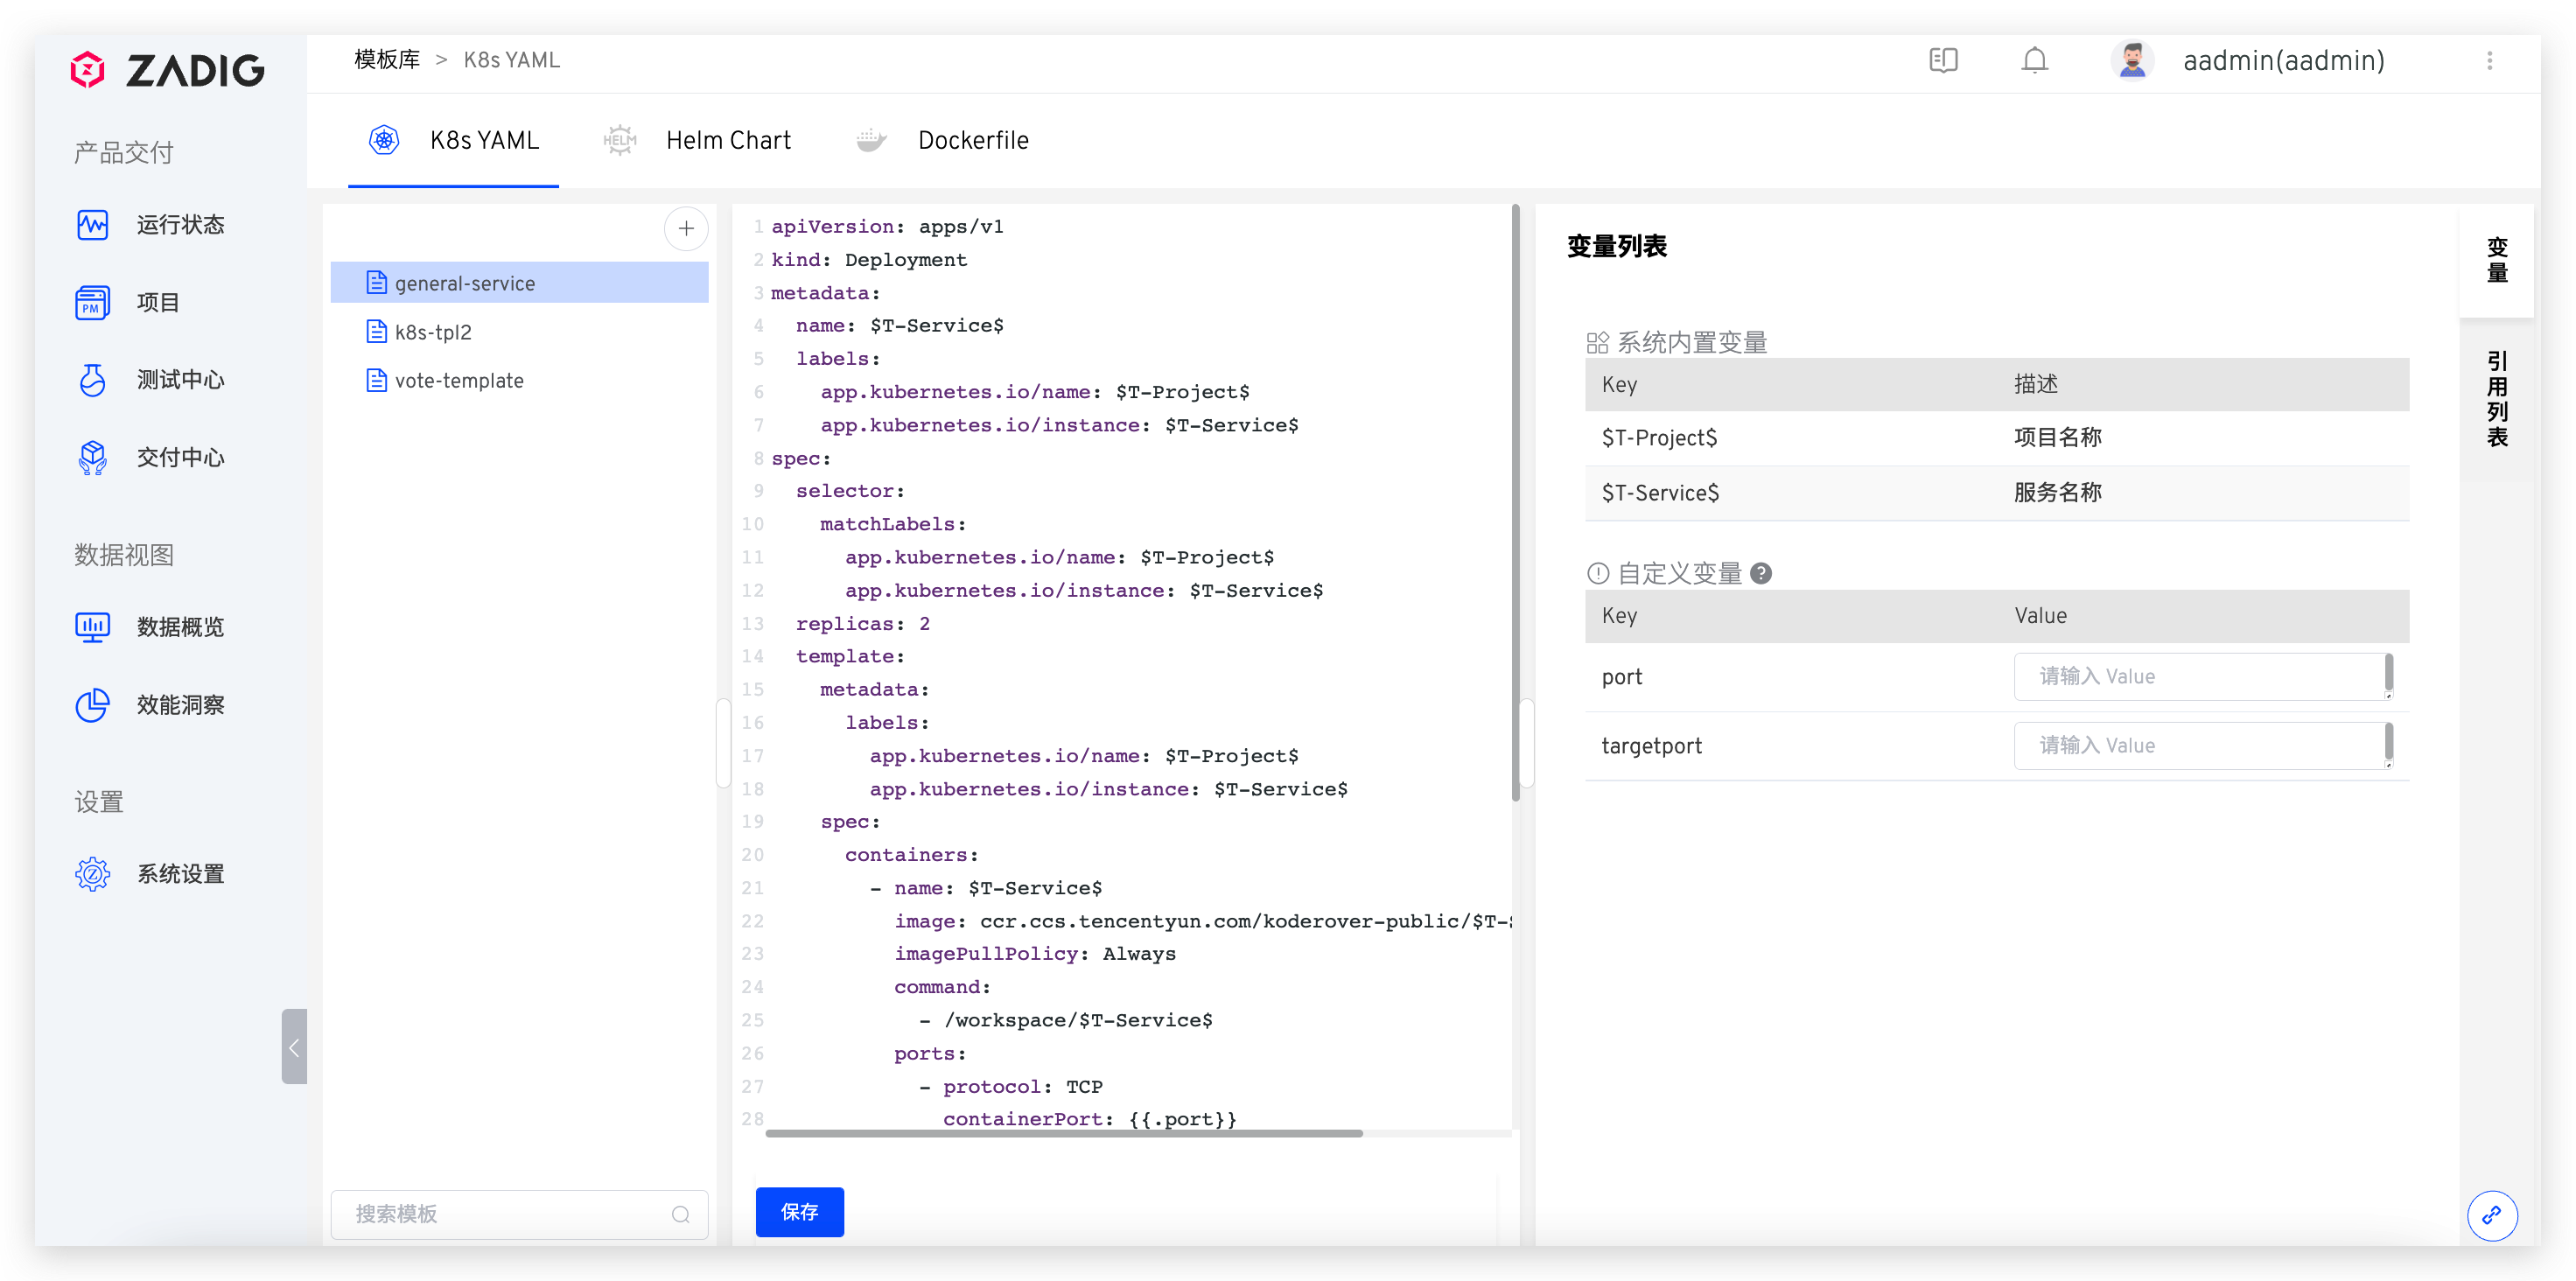 ZADIG
模板库 > K8s YAML
aadmin(aadmin)
产品交付
运行状态
PM
项目
测试中心
交付中心
数据视图
数据概览
效能洞察
设置
系统设置
K8s YAML
HELM
Helm Chart
Dockerfile
general-service
k8s-tpl2
vote-template
搜索模板
1 apiVersion: apps/v1
2 kind: Deployment
3 metadata:
4 name: $T-Service$
5 labels:
6 app.kubernetes.io/name: $T-Project$
7 app.kubernetes.io/instance: $T-Service$
8 spec:
9 selector:
10 matchLabels:
11 app.kubernetes.io/name: $T-Project$
12 app.kubernetes.io/instance: $T-Service$
13 replicas: 2
14 template:
15 metadata:
16 labels:
17 app.kubernetes.io/name: $T-Project$
18 app.kubernetes.io/instance: $T-Service$
19 spec:
20 containers:
21 - name: $T-Service$
22 image: ccr.ccs.tencentyun.com/koderover-public/$T-
23 imagePullPolicy: Always
24 command:
25 - /workspace/$T-Service$
26 ports:
27 - protocol: TCP
28 containerPort: {{.port}}
保存
变量列表
系统内置变量
Key 描述
$T-Project$ 项目名称
$T-Service$ 服务名称
自定义变量 ?
Key Value
port 请输入 Value
targetport 请输入 Value
变量
引用列表